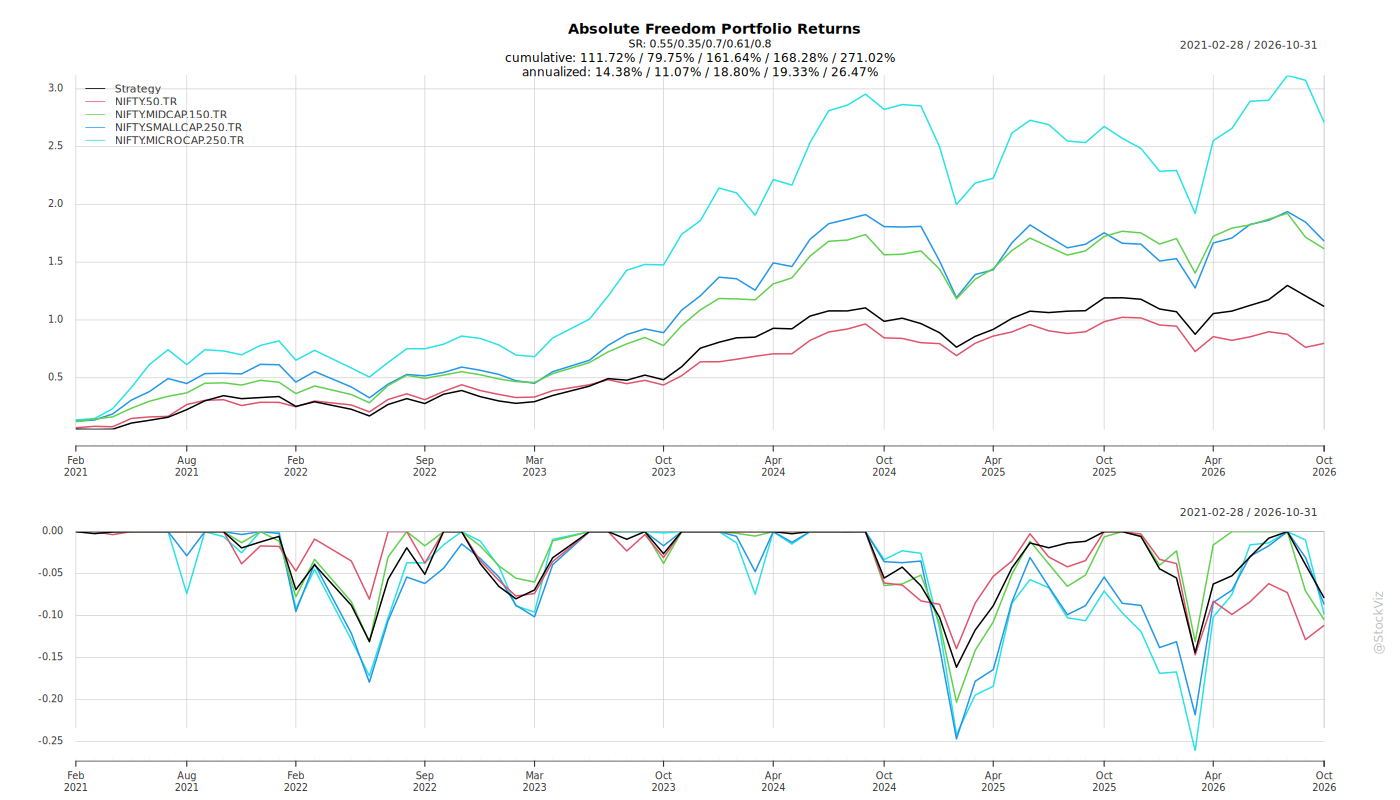 Absolute Freedom Portfolio Returns
SR: 0.55/0.35/0.7/0.61/0.8
cumulative: 111.72% / 79.75% / 161.64% / 168.28% / 271.02%
annualized: 14.38% / 11.07% / 18.80% / 19.33% / 26.47%
2021-02-28 / 2026-10-31
Strategy
NIFTY.50.TR
NIFTY.MIDCAP.150.TR
NIFTY.SMALLCAP.250.TR
NIFTY.MICROCAP.250.TR
3.0
2.5
2.0
1.5
1.0
0.5
Feb 2021
Aug 2021
Feb 2022
Sep 2022
Mar 2023
Oct 2023
Apr 2024
Oct 2024
Apr 2025
Oct 2025
Apr 2026
Oct 2026
2021-02-28 / 2026-10-31
0.00
-0.05
-0.10
-0.15
-0.20
-0.25
Feb 2021
Aug 2021
Feb 2022
Sep 2022
Mar 2023
Oct 2023
Apr 2024
Oct 2024
Apr 2025
Oct 2025
Apr 2026
Oct 2026
@StockViz